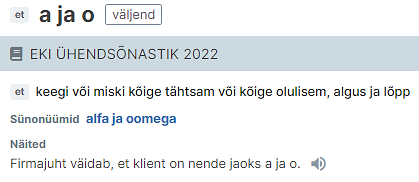 et a ja o väljend
EKI ÜHENDSÕNASTIK 2022
et keegi või miski kõige tähtsam või kõige olulisem, algus ja lõpp
Sünonüümid alfa ja oomega
Näited
Firmajuht väidab, et klient on nende jaoks a ja o.